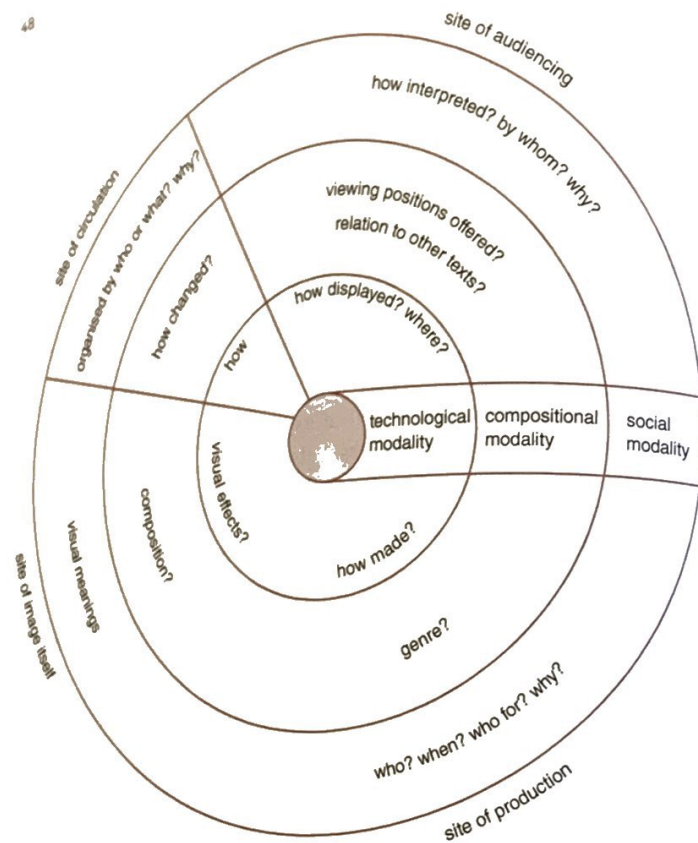 48
site of audiencing
how interpreted? by whom? why?
viewing positions offered?
relation to other texts?
how displayed? where?
site of circulation
organised by who or what? why?
how changed?
how
technological
modality
compositional
modality
social
modality
visual effects?
composition?
visual meanings
site of image itself
how made?
genre?
who? when? who for? why?
site of production